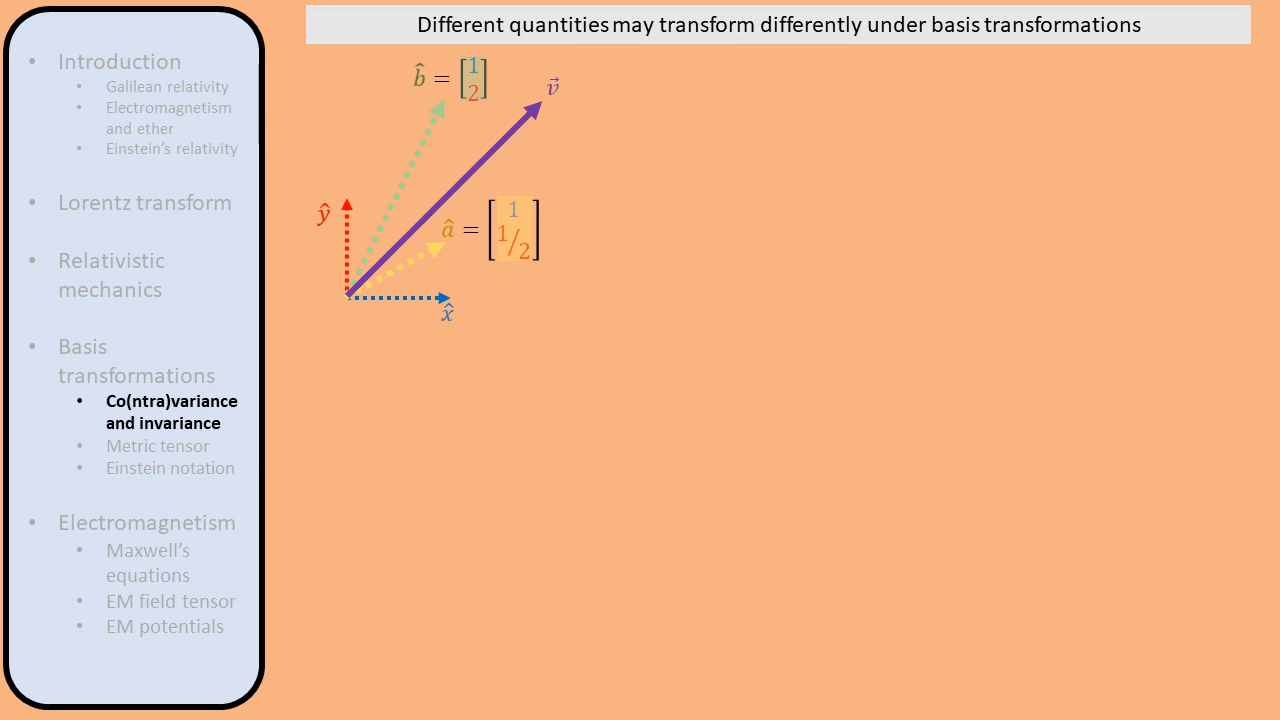 Different quantities may transform differently under basis transformations
• Introduction
• Galilean relativity
• Electromagnetism
and ether
• Einstein's relativity
• Lorentz transform
• Relativistic
mechanics
• Basis
transformations
• Co(ntra)variance
and invariance
• Metric tensor
• Einstein notation
• Electromagnetism
• Maxwell's
equations
• EM field tensor
• EM potentials
b̂ = [1
2]
v⃗
ŷ
â = [1
1/2]
x̂